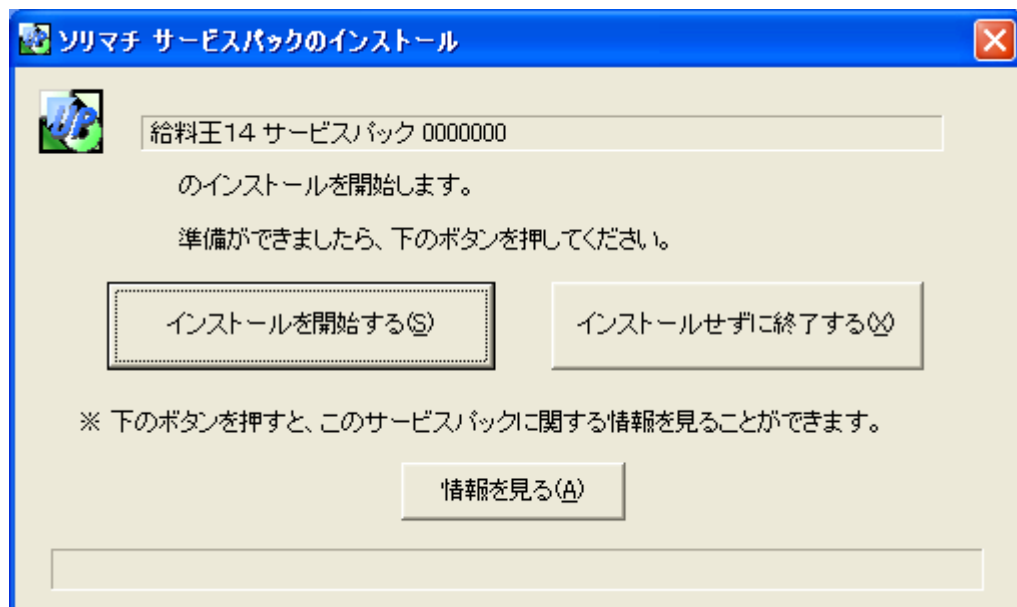 ソリマチ サービスパックのインストール
UP
給料王14 サービスパック 0000000
のインストールを開始します。
準備ができましたら、下のボタンを押してください。
インストールを開始する(S) インストールせずに終了する(X)
※ 下のボタンを押すと、このサービスパックに関する情報を見ることができます。
情報を見る(A)